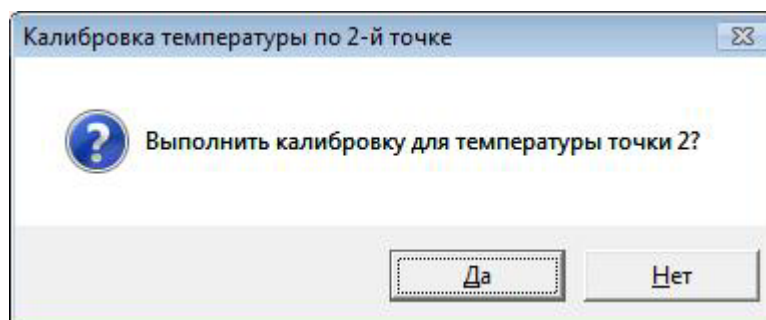 Калибровка температуры по 2-й точке
Выполнить калибровку для температуры точки 2?
Да
Нет